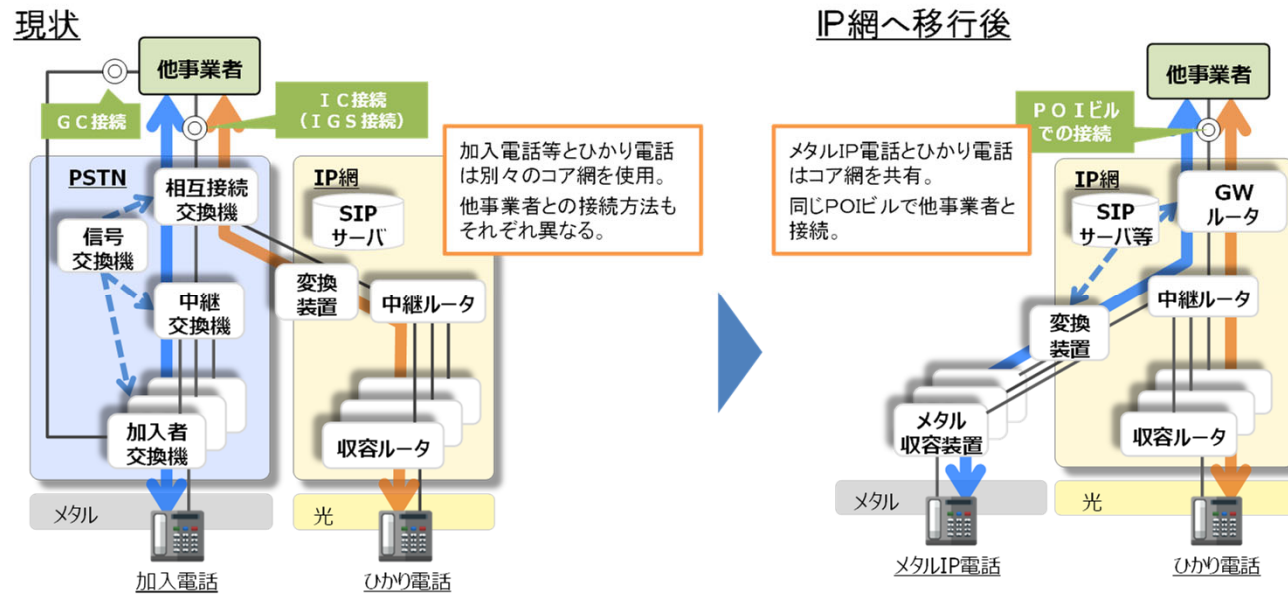 現状
他事業者
GC接続
IC接続
(IGS接続)
PSTN
相互接続
交換機
信号
交換機
中継
交換機
加入者
交換機
IP網
SIP
サーバ
変換
装置
中継ルータ
収容ルータ
メタル
光
加入電話
ひかり電話
加入電話等とひかり電話
は別々のコア網を使用。
他事業者との接続方法も
それぞれ異なる。
IP網へ移行後
他事業者
POIビル
での接続
メタルIP電話とひかり電話
はコア網を共有。
同じPOIビルで他事業者と
接続。
IP網
SIP
サーバ等
GW
ルータ
中継ルータ
変換
装置
メタル
収容装置
収容ルータ
メタル
光
メタルIP電話
ひかり電話